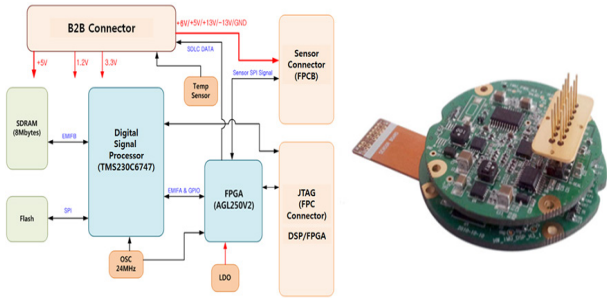 B2B Connector
+8V/+5V/+13V/-13V/GND
SDLC DATA
+5V
1.2V
3.3V
Temp
Sensor
Sensor
Connector
(FPCB)
Sensor SPI Signal
SDRAM
(8Mbytes)
EMIFB
Digital
Signal
Processor
(TMS230C6747)
Flash
SPI
EMIFA & GPIO
FPGA
(AGL250V2)
JTAG
(FPC
Connector)
DSP/FPGA
OSC
24MHz
LDO